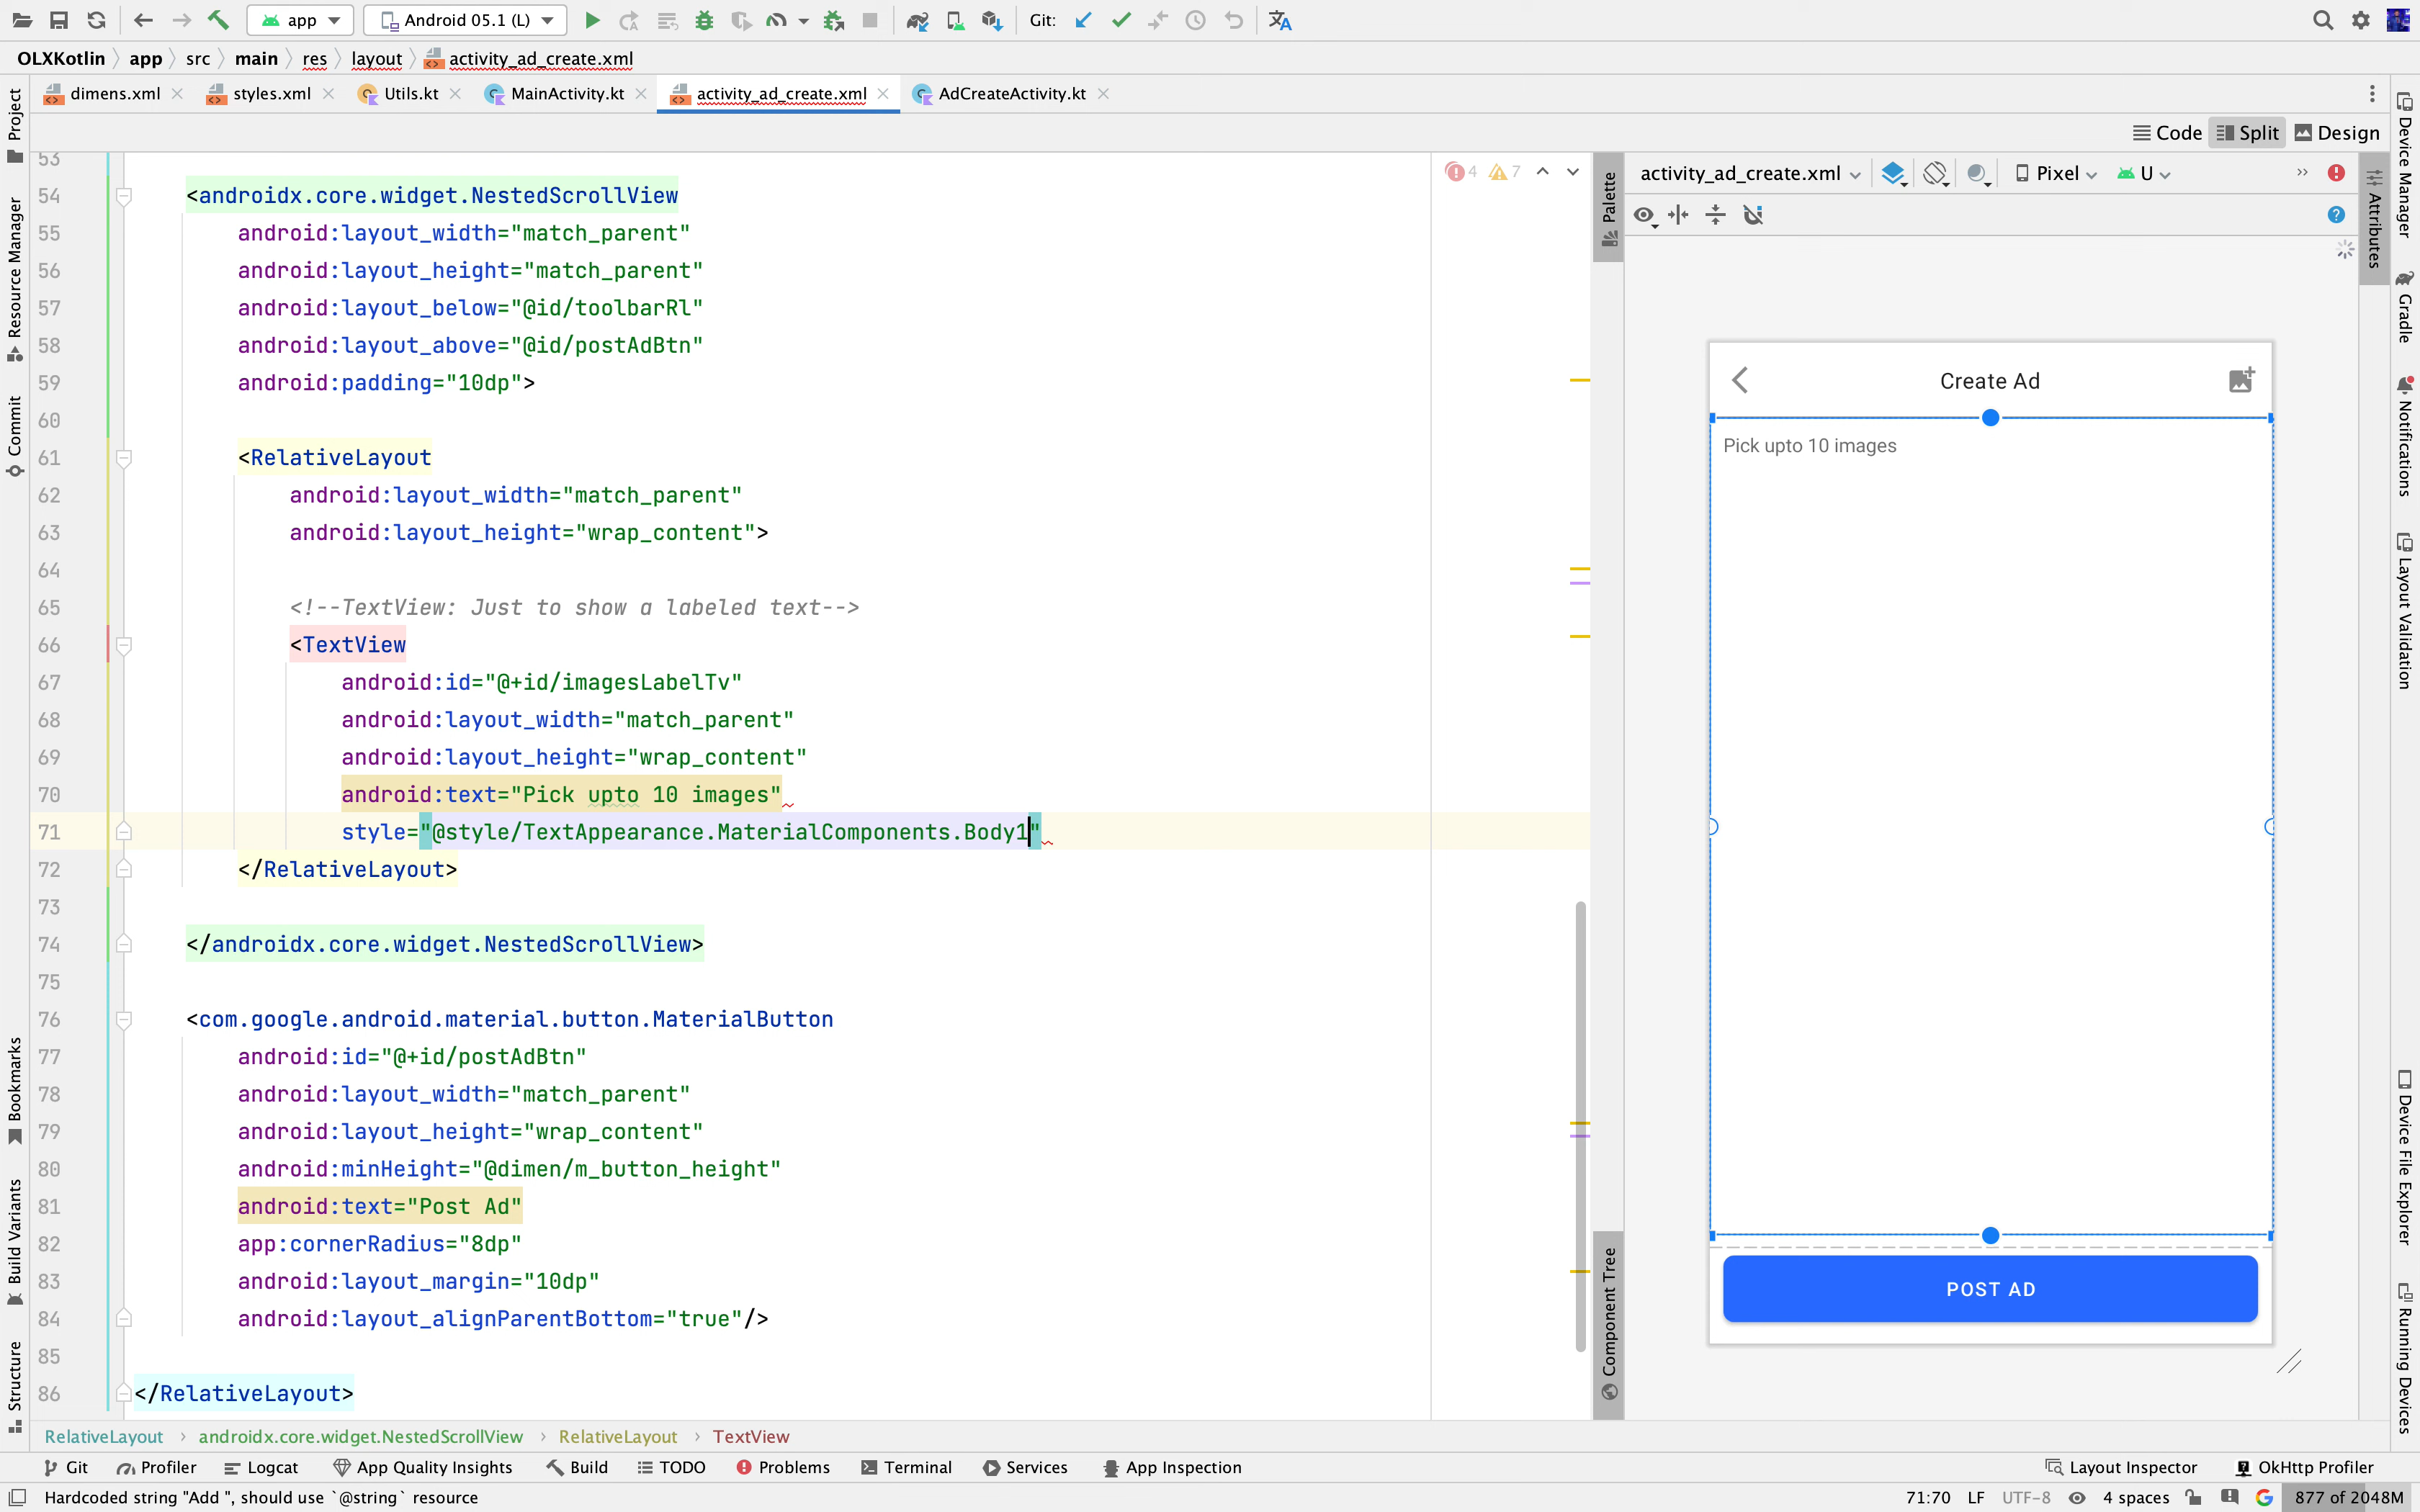 app
Android 05.1 (L)
Git:
OLXKotlin
app
src
main
res
layout
activity_ad_create.xml
dimens.xml
styles.xml
Utils.kt
MainActivity.kt
activity_ad_create.xml
AdCreateActivity.kt
Code
Split
Design
Project
Resource Manager
Commit
Bookmarks
Build Variants
Structure
53
54 <androidx.core.widget.NestedScrollView
55 android:layout_width="match_parent"
56 android:layout_height="match_parent"
57 android:layout_below="@id/toolbarRl"
58 android:layout_above="@id/postAdBtn"
59 android:padding="10dp">
60
61 <RelativeLayout
62 android:layout_width="match_parent"
63 android:layout_height="wrap_content">
64
65 <!--TextView: Just to show a labeled text-->
66 <TextView
67 android:id="@+id/imagesLabelTv"
68 android:layout_width="match_parent"
69 android:layout_height="wrap_content"
70 android:text="Pick upto 10 images"
71 style="@style/TextAppearance.MaterialComponents.Body1"
72 </RelativeLayout>
73
74 </androidx.core.widget.NestedScrollView>
75
76 <com.google.android.material.button.MaterialButton
77 android:id="@+id/postAdBtn"
78 android:layout_width="match_parent"
79 android:layout_height="wrap_content"
80 android:minHeight="@dimen/m_button_height"
81 android:text="Post Ad"
82 app:cornerRadius="8dp"
83 android:layout_margin="10dp"
84 android:layout_alignParentBottom="true"/>
85
86 </RelativeLayout>
4
7
Palette
Component Tree
activity_ad_create.xml
Pixel
U
Create Ad
Pick upto 10 images
POST AD
Attributes
Device Manager
Gradle
Notifications
Layout Validation
Device File Explorer
Running Devices
RelativeLayout
androidx.core.widget.NestedScrollView
RelativeLayout
TextView
Git
Profiler
Logcat
App Quality Insights
Build
TODO
Problems
Terminal
Services
App Inspection
Layout Inspector
OkHttp Profiler
Hardcoded string "Add ", should use `@string` resource
71:70
LF
UTF-8
4 spaces
877 of 2048M